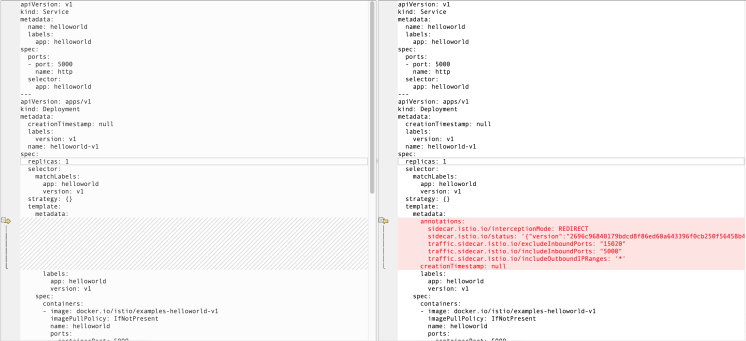 apiVersion: v1
kind: Service
metadata:
  name: helloworld
  labels:
    app: helloworld
spec:
  ports:
  - port: 5000
    name: http
  selector:
    app: helloworld
---
apiVersion: apps/v1
kind: Deployment
metadata:
  creationTimestamp: null
  labels:
    version: v1
  name: helloworld-v1
spec:
  replicas: 1
  selector:
    matchLabels:
      app: helloworld
      version: v1
  strategy: {}
  template:
    metadata:
      labels:
        app: helloworld
        version: v1
    spec:
      containers:
      - image: docker.io/istio/examples-helloworld-v1
        imagePullPolicy: IfNotPresent
        name: helloworld
        ports:
        - containerPort: 5000
apiVersion: v1
kind: Service
metadata:
  name: helloworld
  labels:
    app: helloworld
spec:
  ports:
  - port: 5000
    name: http
  selector:
    app: helloworld
---
apiVersion: apps/v1
kind: Deployment
metadata:
  creationTimestamp: null
  labels:
    version: v1
  name: helloworld-v1
spec:
  replicas: 1
  selector:
    matchLabels:
      app: helloworld
      version: v1
  strategy: {}
  template:
    metadata:
      annotations:
        sidecar.istio.io/interceptionMode: REDIRECT
        sidecar.istio.io/status: '{"version":
        traffic.sidecar.istio.io/excludeInboundPorts: "15020"
        traffic.sidecar.istio.io/includeInboundPorts: "5000"
        traffic.sidecar.istio.io/includeOutboundIPRanges: '*'
      creationTimestamp: null
      labels:
        app: helloworld
        version: v1
    spec:
      containers:
      - image: docker.io/istio/examples-helloworld-v1
        imagePullPolicy: IfNotPresent
        name: helloworld
        ports:
        - containerPort: 5000